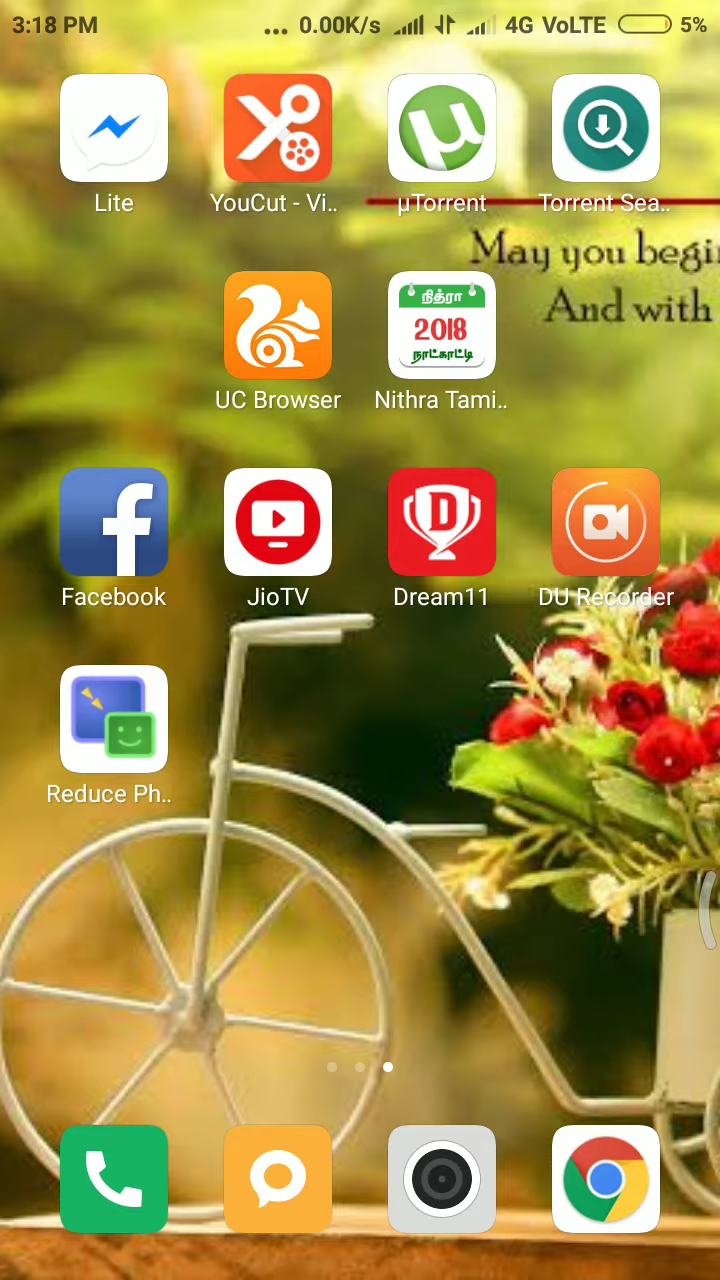 3:18 PM ... 0.00K/s 4G VoLTE 5%
Lite YouCut - Vi.. µTorrent Torrent Sea..
May you begin
And with
நித்ரா
2018
நாட்காட்டி
UC Browser Nithra Tami..
D
Facebook JioTV Dream11 DU Recorder
Reduce Ph..